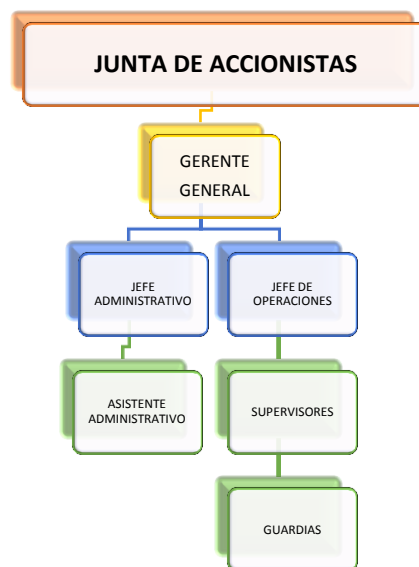 JUNTA DE ACCIONISTAS
GERENTE
GENERAL
JEFE
ADMINISTRATIVO
JEFE DE
OPERACIONES
ASISTENTE
ADMINISTRATIVO
SUPERVISORES
GUARDIAS